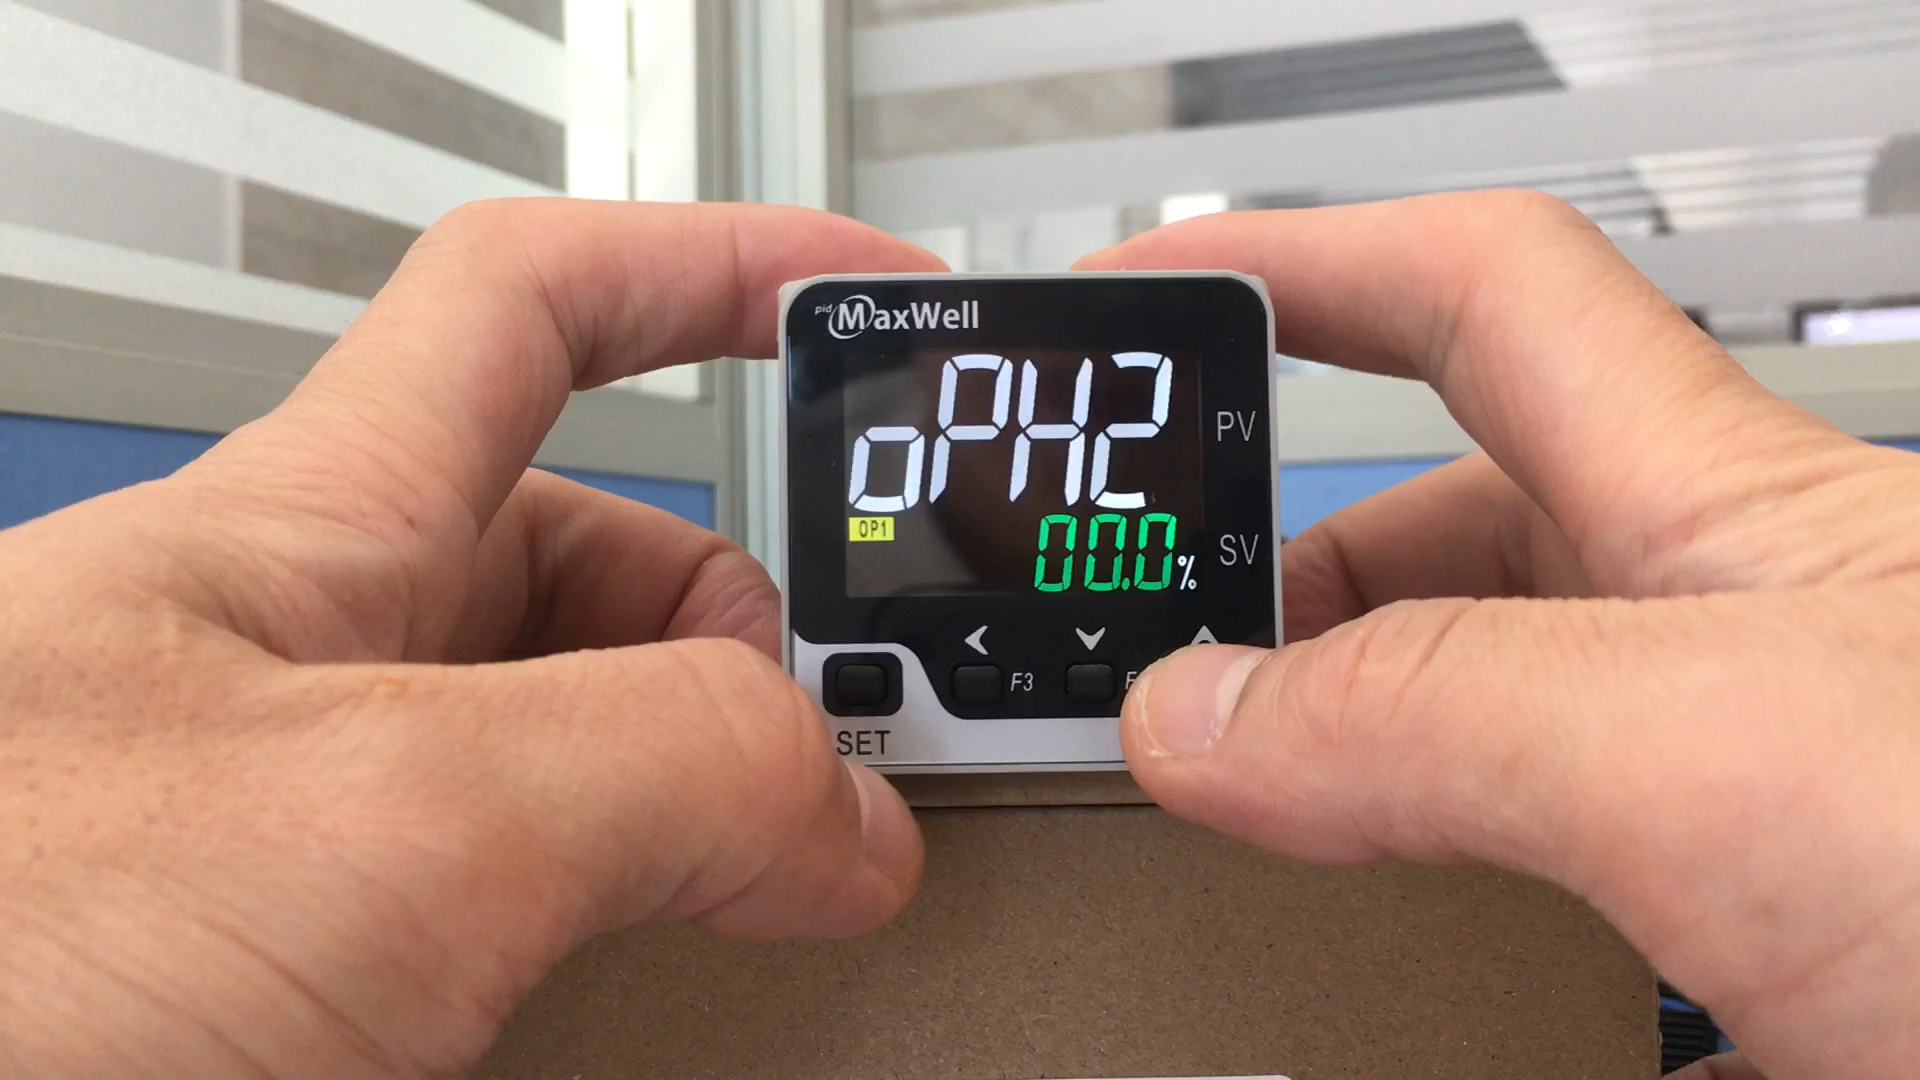 pid MaxWell
oPH2
PV
OP1
00.0%
SV
F3
SET